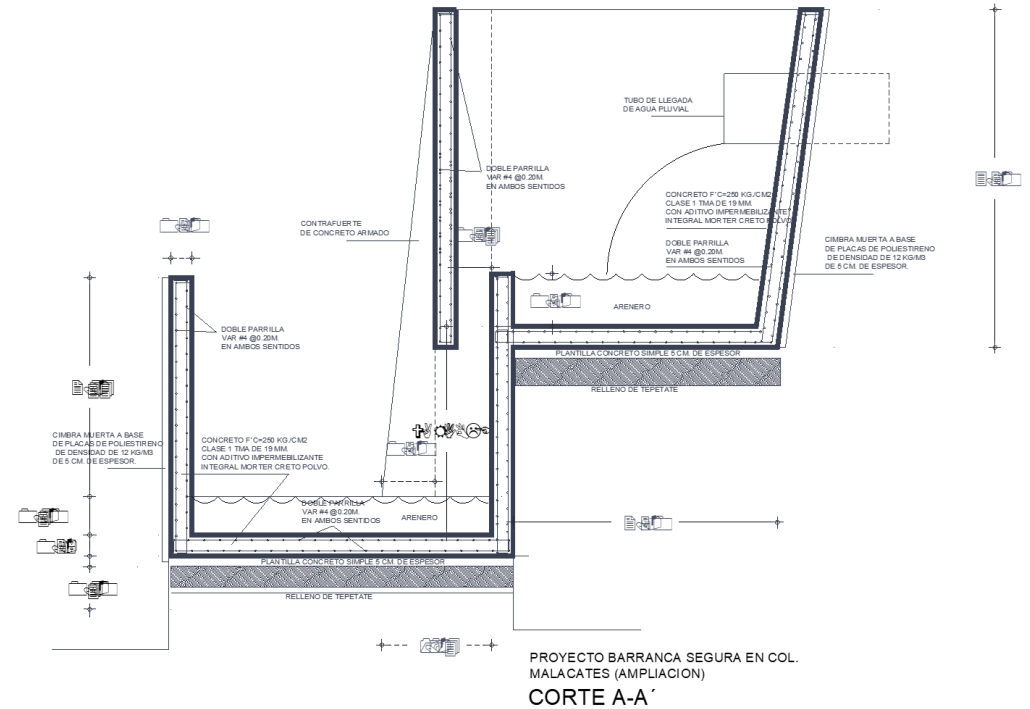 TUBO DE LLEGADA
DE AGUA PLUVIAL
DOBLE PARRILLA
VAR #4 @0.20M.
EN AMBOS SENTIDOS
CONCRETO F´C=250 KG./CM2
CLASE 1 TMA DE 19 MM.
CON ADITIVO IMPERMEBILIZANTE
INTEGRAL MORTER CRETO POLVO.
CONTRAFUERTE
DE CONCRETO ARMADO
DOBLE PARRILLA
VAR #4 @0.20M.
EN AMBOS SENTIDOS
CIMBRA MUERTA A BASE
DE PLACAS DE POLIESTIRENO
DE DENSIDAD DE 12 KG/M3
DE 5 CM. DE ESPESOR.
ARENERO
DOBLE PARRILLA
VAR #4 @0.20M.
EN AMBOS SENTIDOS
PLANTILLA CONCRETO SIMPLE 5 CM. DE ESPESOR
RELLENO DE TEPETATE
CIMBRA MUERTA A BASE
DE PLACAS DE POLIESTIRENO
DE DENSIDAD DE 12 KG/M3
DE 5 CM. DE ESPESOR.
CONCRETO F´C=250 KG./CM2
CLASE 1 TMA DE 19 MM.
CON ADITIVO IMPERMEBILIZANTE
INTEGRAL MORTER CRETO POLVO.
DOBLE PARRILLA
VAR #4 @0.20M.
EN AMBOS SENTIDOS
ARENERO
PLANTILLA CONCRETO SIMPLE 5 CM. DE ESPESOR
RELLENO DE TEPETATE
PROYECTO BARRANCA SEGURA EN COL.
MALACATES (AMPLIACION)
CORTE A-A´